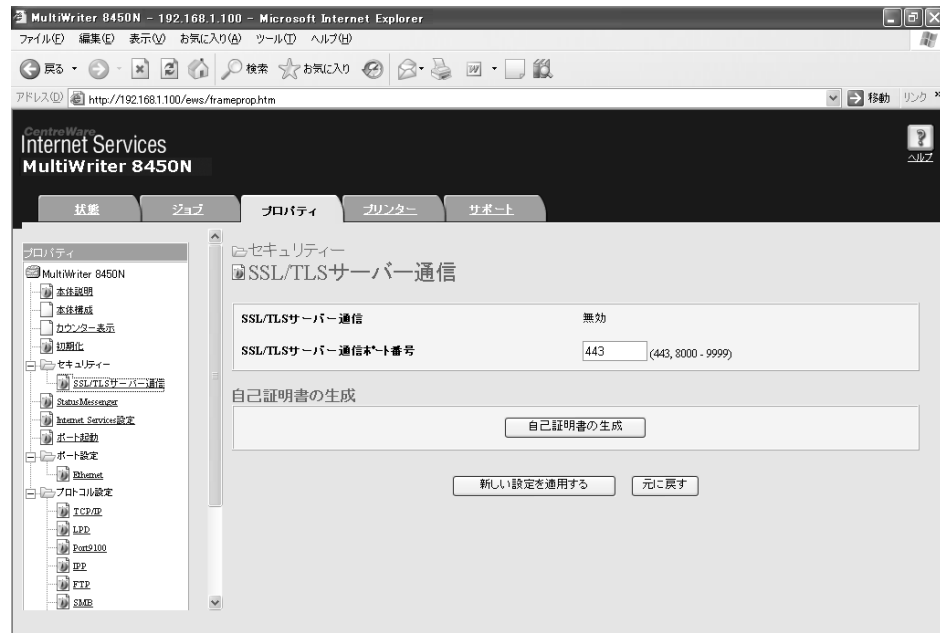 MultiWriter 8450N - 192.168.1.100 - Microsoft Internet Explorer
ファイル(F) 編集(E) 表示(V) お気に入り(A) ツール(T) ヘルプ(H)
戻る 検索 お気に入り
アドレス(D) http://192.168.1.100/ews/frameprop.htm 移動 リンク »
CentreWare
Internet Services
MultiWriter 8450N
ヘルプ
状態 ジョブ プロパティ プリンター サポート
プロパティ
MultiWriter 8450N
本体説明
本体構成
カウンター表示
初期化
セキュリティー
SSL/TLSサーバー通信
StatusMessenger
Internet Services設定
ポート起動
ポート設定
Ethernet
プロトコル設定
TCP/IP
LPD
Port9100
IPP
FTP
SMB
セキュリティー
SSL/TLSサーバー通信
SSL/TLSサーバー通信 無効
SSL/TLSサーバー通信ポート番号 443 (443, 8000 - 9999)
自己証明書の生成
自己証明書の生成
新しい設定を適用する 元に戻す